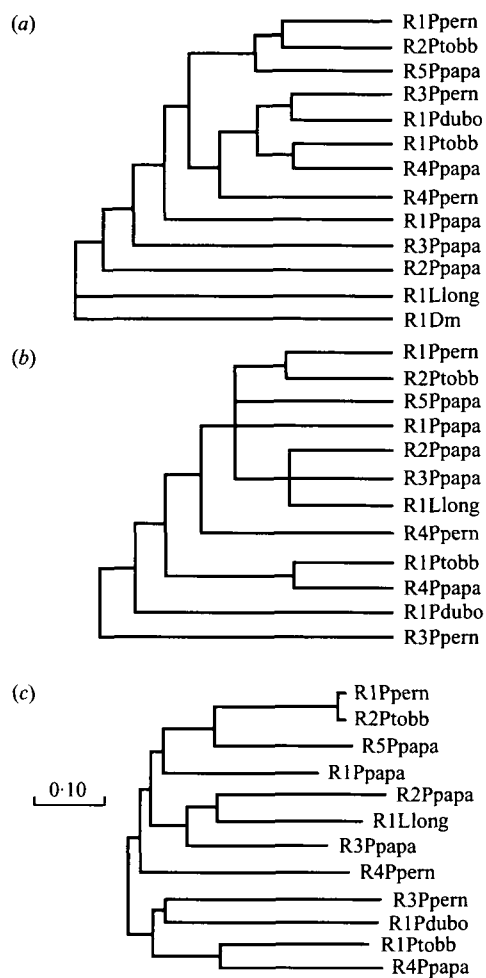 (a)
R1Ppern
R2Ptobb
R5Ppapa
R3Ppern
R1Pdubo
R1Ptobb
R4Ppapa
R4Ppern
R1Ppapa
R3Ppapa
R2Ppapa
R1Llong
R1Dm
(b)
R1Ppern
R2Ptobb
R5Ppapa
R1Ppapa
R2Ppapa
R3Ppapa
R1Llong
R4Ppern
R1Ptobb
R4Ppapa
R1Pdubo
R3Ppern
(c)
R1Ppern
R2Ptobb
R5Ppapa
R1Ppapa
0·10
R2Ppapa
R1Llong
R3Ppapa
R4Ppern
R3Ppern
R1Pdubo
R1Ptobb
R4Ppapa